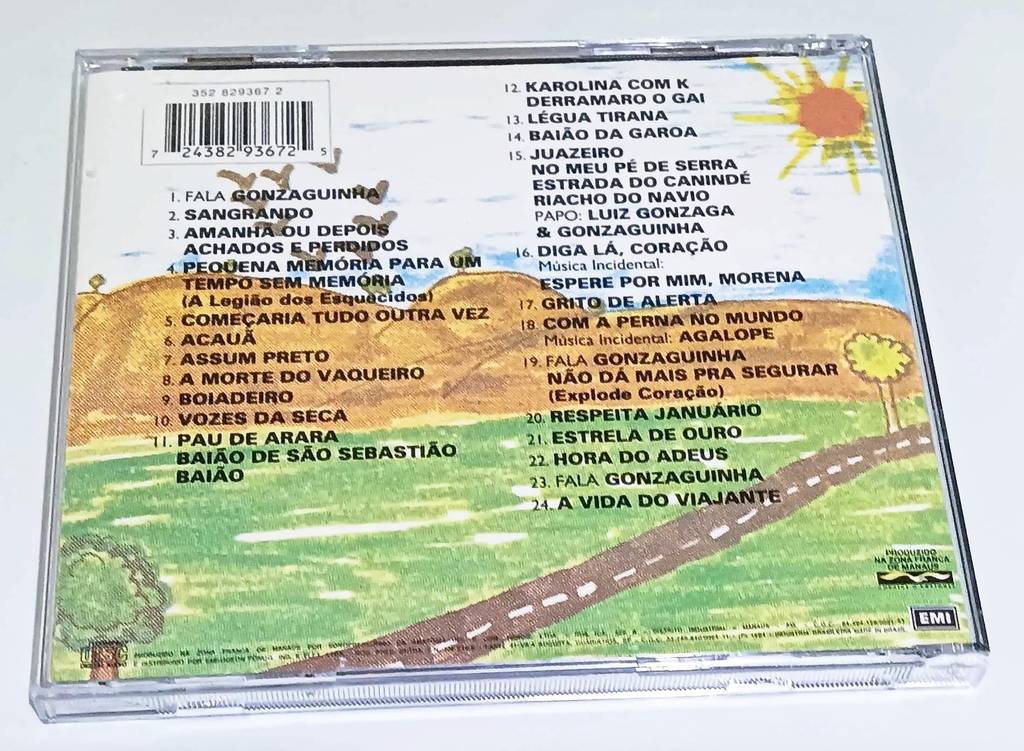 352 829367 2
7 24382 93672 5
1. FALA GONZAGUINHA
2. SANGRANDO
3. AMANHA OU DEPOIS
ACHADOS E PERDIDOS
4. PEQUENA MEMÓRIA PARA UM
TEMPO SEM MEMÓRIA
(A Legião dos Esquecidos)
5. COMEÇARIA TUDO OUTRA VEZ
6. ACAUÃ
7. ASSUM PRETO
8. A MORTE DO VAQUEIRO
9. BOIADEIRO
10. VOZES DA SECA
11. PAU DE ARARA
BAIÃO DE SÃO SEBASTIÃO
BAIÃO
12. KAROLINA COM K
DERRAMARO O GAI
13. LÉGUA TIRANA
14. BAIÃO DA GAROA
15. JUAZEIRO
NO MEU PÉ DE SERRA
ESTRADA DO CANINDÉ
RIACHO DO NAVIO
PAPO: LUIZ GONZAGA
& GONZAGUINHA
16. DIGA LÁ, CORAÇÃO
Música Incidental:
ESPERE POR MIM, MORENA
17. GRITO DE ALERTA
18. COM A PERNA NO MUNDO
Música Incidental: AGALOPE
19. FALA GONZAGUINHA
NÃO DÁ MAIS PRA SEGURAR
(Explode Coração)
20. RESPEITA JANUÁRIO
21. ESTRELA DE OURO
22. HORA DO ADEUS
23. FALA GONZAGUINHA
24. A VIDA DO VIAJANTE
PRODUZIDO
NA ZONA FRANCA
DE MANAUS
EMI